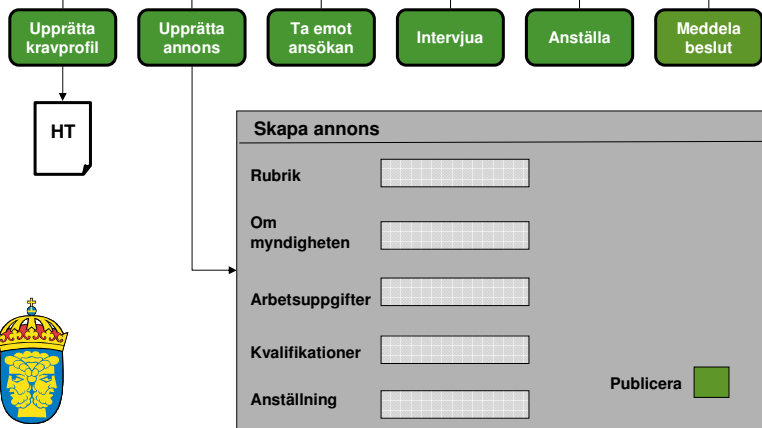 Upprätta
kravprofil
Upprätta
annons
Ta emot
ansökan
Intervjua
Anställa
Meddela
beslut
HT
Skapa annons
Rubrik
Om
myndigheten
Arbetsuppgifter
Kvalifikationer
Anställning
Publicera